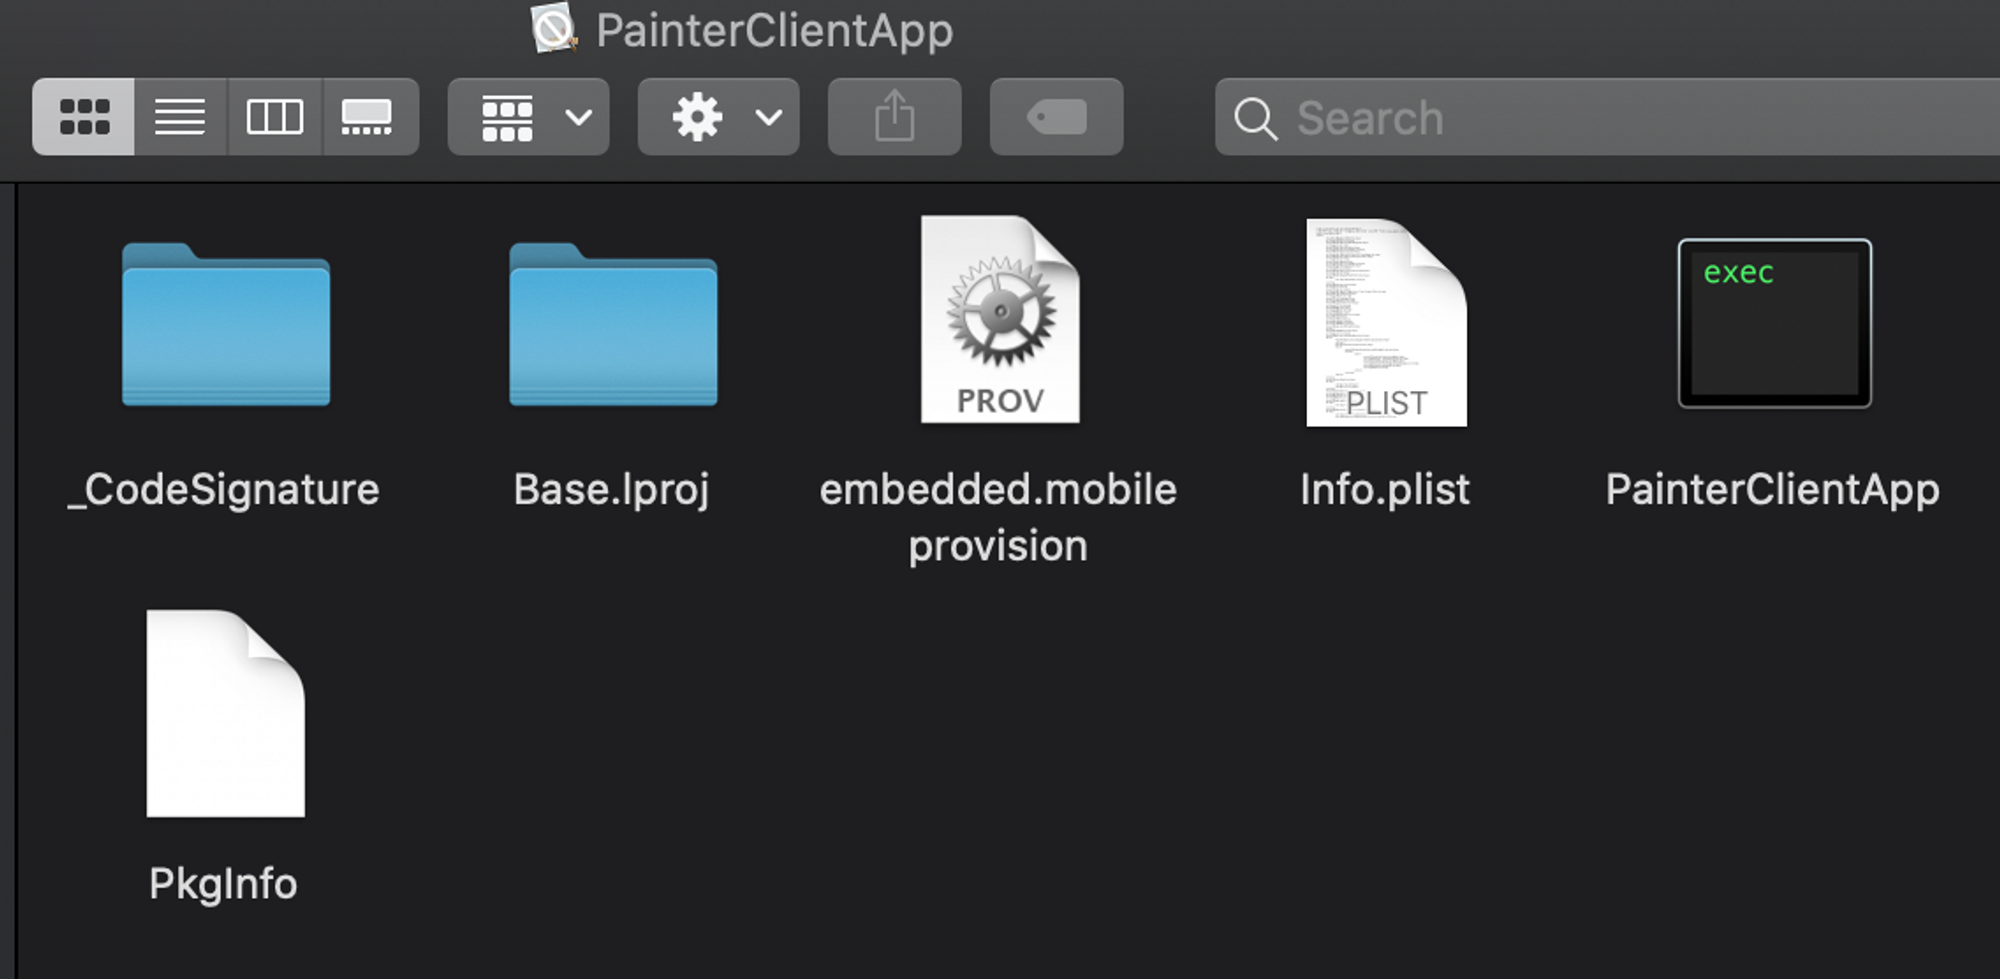 PainterClientApp
Search
PROV
PLIST
exec
_CodeSignature
Base.lproj
embedded.mobile
provision
Info.plist
PainterClientApp
PkgInfo